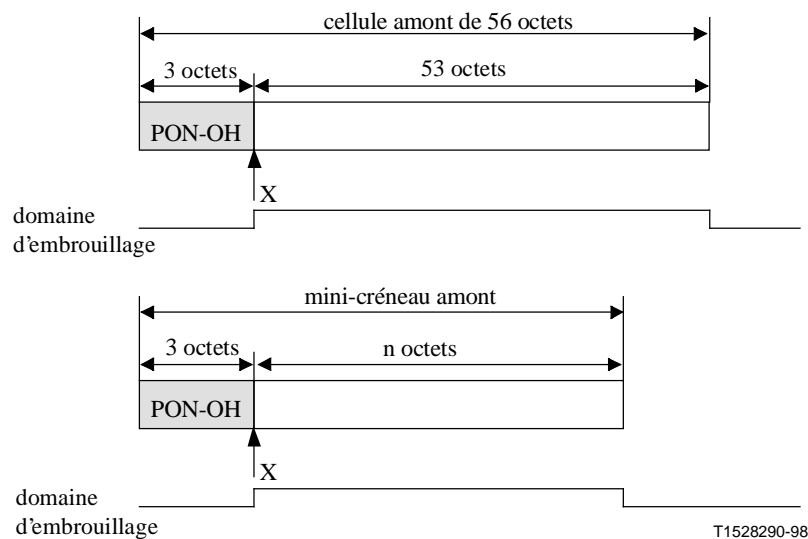 cellule amont de 56 octets
3 octets
53 octets
PON-OH
X
domaine
d'embrouillage
mini-créneau amont
3 octets
n octets
PON-OH
X
domaine
d'embrouillage
T1528290-98